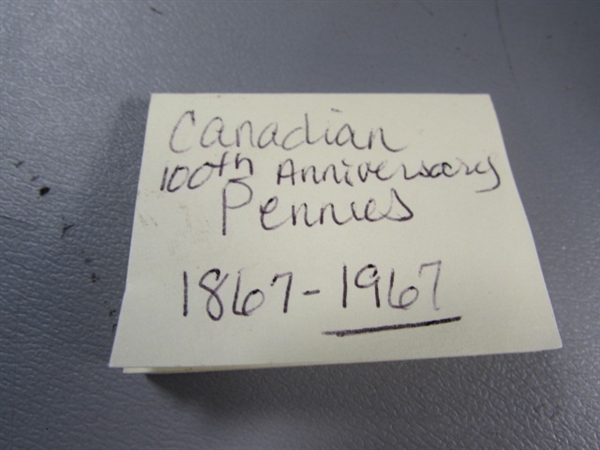 Canadian
100th Anniversary
Pennies
1867-1967